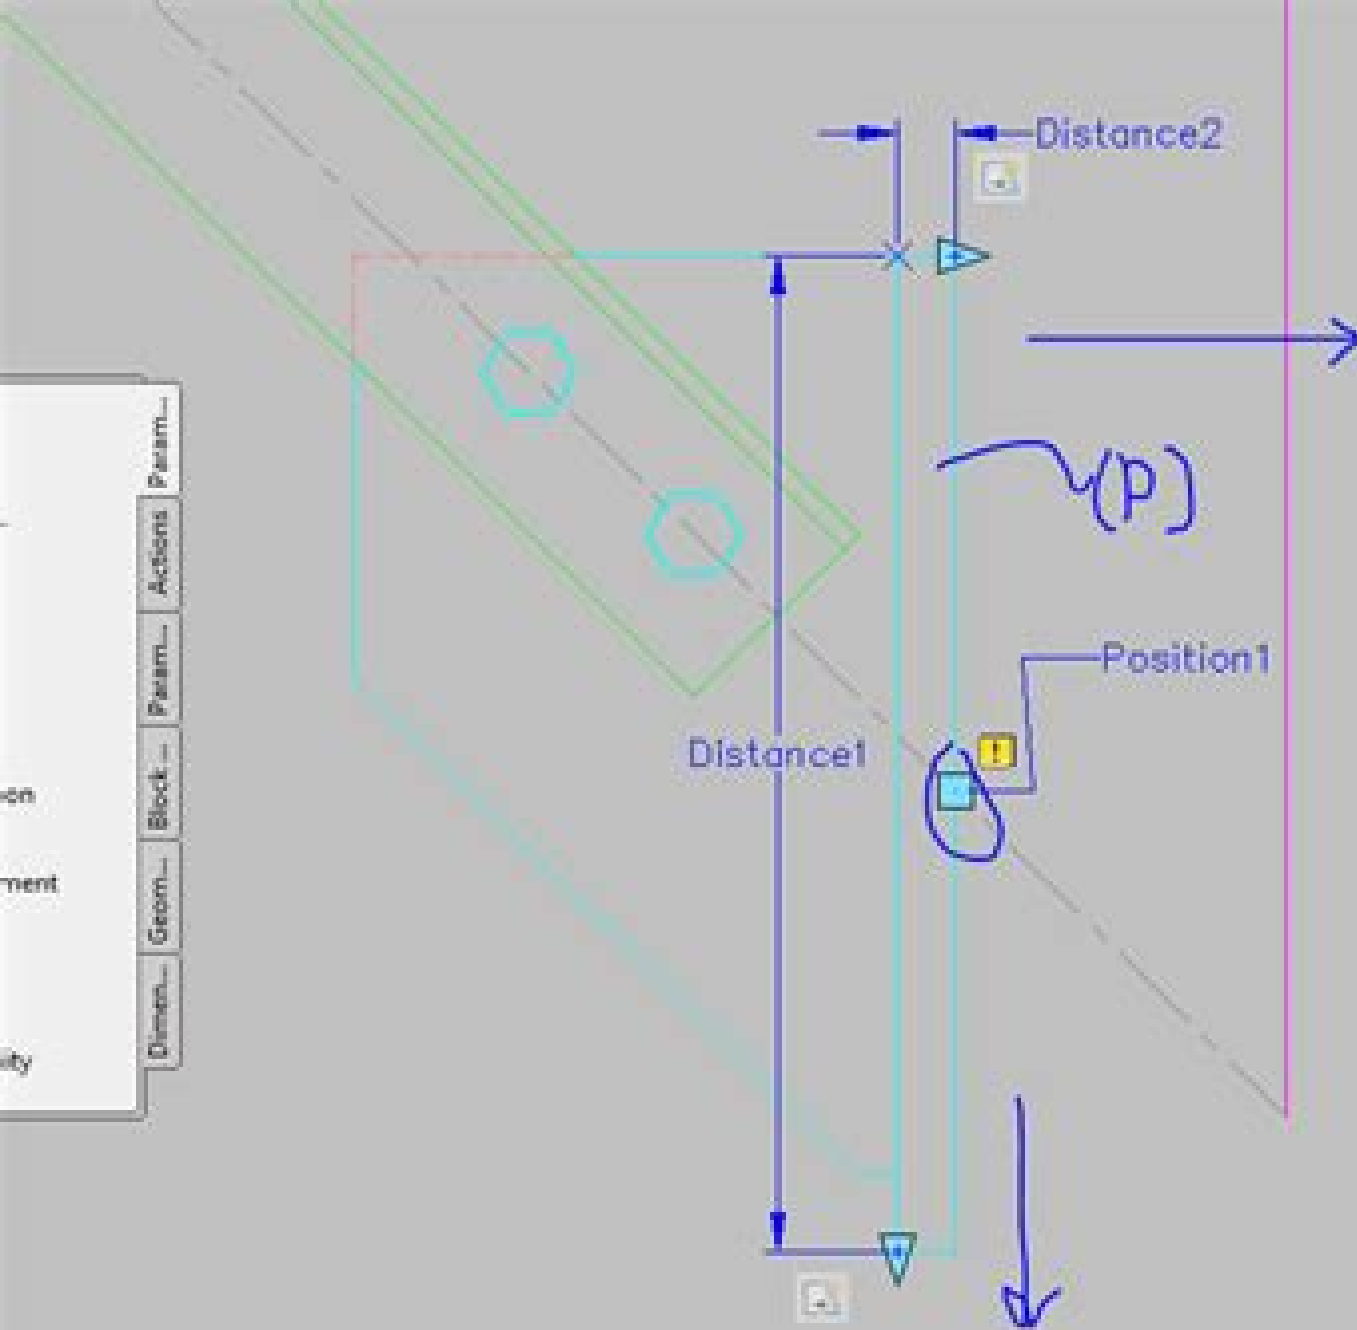 Distance2
Param...
(P)
Actions
Param...
Position1
Distance1
Block ...
Geom...
Dimen...